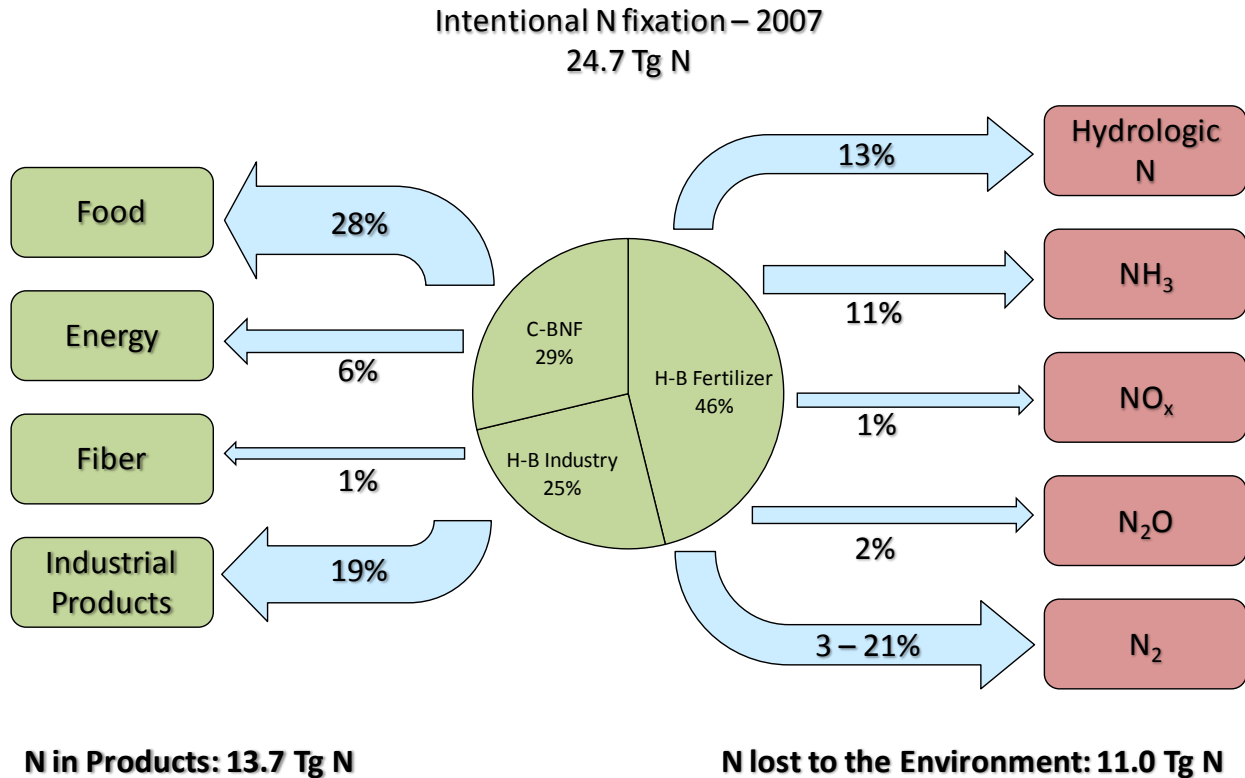 Intentional N fixation – 2007
24.7 Tg N
Food
28%
Energy
6%
Fiber
1%
Industrial
Products
19%
C-BNF
29%
H-B Fertilizer
46%
H-B Industry
25%
13%
Hydrologic
N
11%
NH₃
1%
NOₓ
2%
N₂O
3 – 21%
N₂
N in Products: 13.7 Tg N
N lost to the Environment: 11.0 Tg N